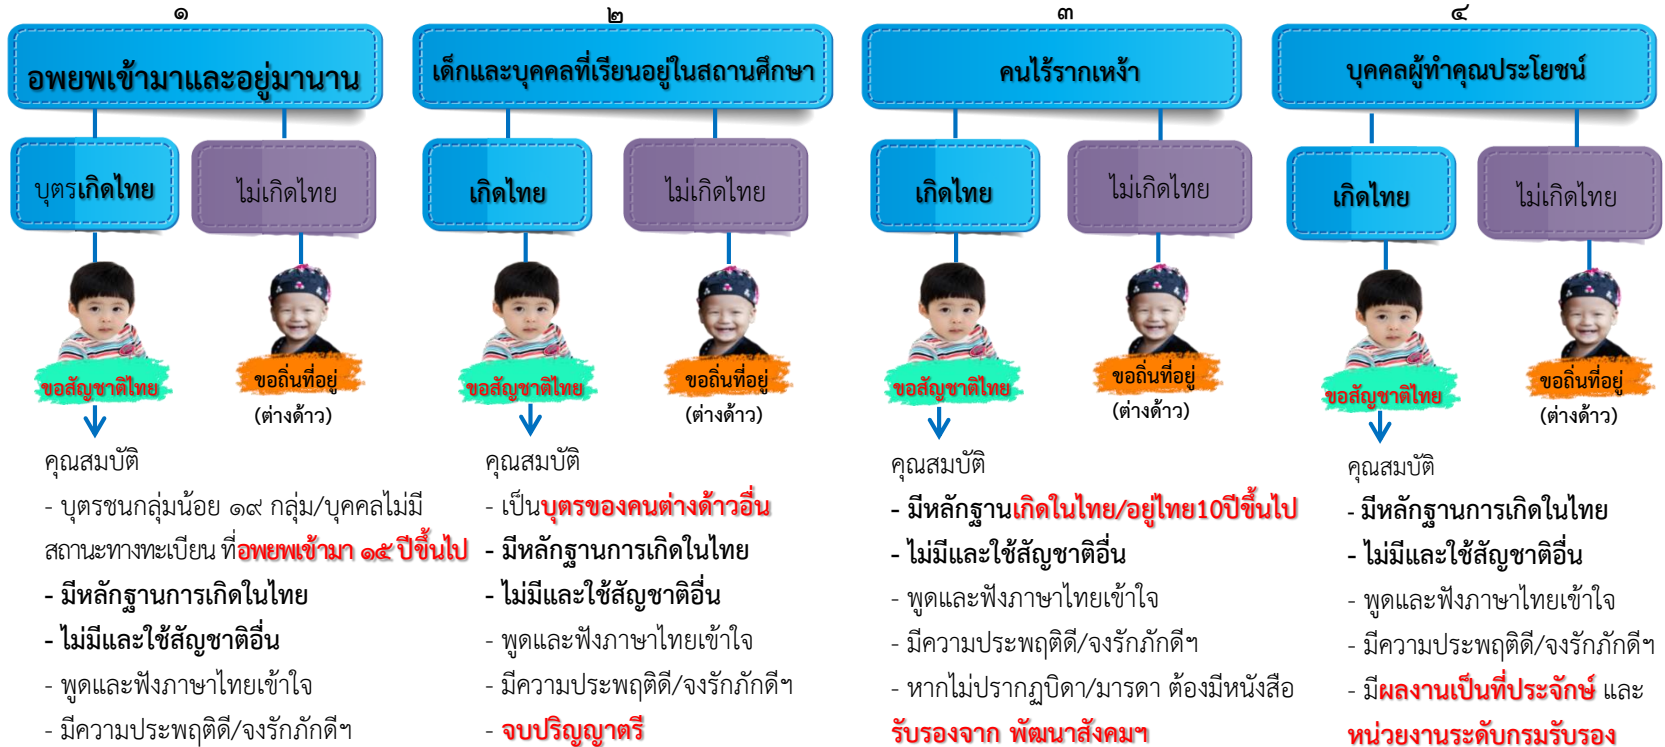 ๑
อพยพเข้ามาและอยู่มานาน
บุตรเกิดไทย
ไม่เกิดไทย
ขอสัญชาติไทย
ขอถิ่นที่อยู่
(ต่างด้าว)
คุณสมบัติ
- บุตรชนกลุ่มน้อย ๑๙ กลุ่ม/บุคคลไม่มี
สถานะทางทะเบียน ที่อพยพเข้ามา ๑๕ ปีขึ้นไป
- มีหลักฐานการเกิดในไทย
- ไม่มีและใช้สัญชาติอื่น
- พูดและฟังภาษาไทยเข้าใจ
- มีความประพฤติดี/จงรักภักดีฯ
๒
เด็กและบุคคลที่เรียนอยู่ในสถานศึกษา
เกิดไทย
ไม่เกิดไทย
ขอสัญชาติไทย
ขอถิ่นที่อยู่
(ต่างด้าว)
คุณสมบัติ
- เป็นบุตรของคนต่างด้าวอื่น
- มีหลักฐานการเกิดในไทย
- ไม่มีและใช้สัญชาติอื่น
- พูดและฟังภาษาไทยเข้าใจ
- มีความประพฤติดี/จงรักภักดีฯ
- จบปริญญาตรี
๓
คนไร้รากเหง้า
เกิดไทย
ไม่เกิดไทย
ขอสัญชาติไทย
ขอถิ่นที่อยู่
(ต่างด้าว)
คุณสมบัติ
- มีหลักฐานเกิดในไทย/อยู่ไทย10ปีขึ้นไป
- ไม่มีและใช้สัญชาติอื่น
- พูดและฟังภาษาไทยเข้าใจ
- มีความประพฤติดี/จงรักภักดีฯ
- หากไม่ปรากฏบิดา/มารดา ต้องมีหนังสือ
รับรองจาก พัฒนาสังคมฯ
๔
บุคคลผู้ทำคุณประโยชน์
เกิดไทย
ไม่เกิดไทย
ขอสัญชาติไทย
ขอถิ่นที่อยู่
(ต่างด้าว)
คุณสมบัติ
- มีหลักฐานการเกิดในไทย
- ไม่มีและใช้สัญชาติอื่น
- พูดและฟังภาษาไทยเข้าใจ
- มีความประพฤติดี/จงรักภักดีฯ
- มีผลงานเป็นที่ประจักษ์ และ
หน่วยงานระดับกรมรับรอง